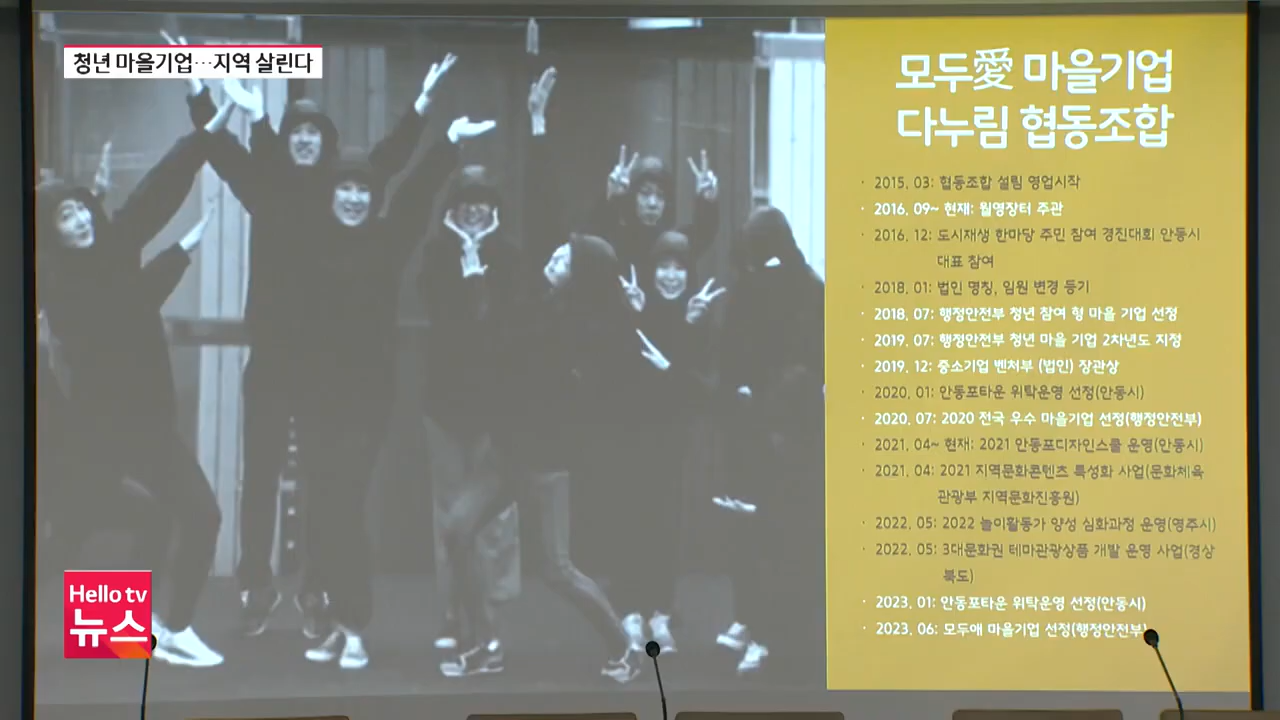 청년 마을기업…지역 살린다
모두愛 마을기업
다누림 협동조합
· 2015. 03: 협동조합 설립 영업시작
· 2016. 09~ 현재: 월영장터 주관
· 2016. 12: 도시재생 한마당 주민 참여 경진대회 안동시
대표 참여
· 2018. 01: 법인 명칭, 임원 변경 등기
· 2018. 07: 행정안전부 청년 참여 형 마을 기업 선정
· 2019. 07: 행정안전부 청년 마을 기업 2차년도 지정
· 2019. 12: 중소기업 벤처부 (법인) 장관상
· 2020. 01: 안동포타운 위탁운영 선정(안동시)
· 2020. 07: 2020 전국 우수 마을기업 선정(행정안전부)
· 2021. 04~ 현재: 2021 안동포디자인스쿨 운영(안동시)
· 2021. 04: 2021 지역문화콘텐츠 특성화 사업(문화체육
관광부 지역문화진흥원)
· 2022. 05: 2022 놀이활동가 양성 심화과정 운영(영주시)
· 2022. 05: 3대문화권 테마관광상품 개발 운영 사업(경상
북도)
· 2023. 01: 안동포타운 위탁운영 선정(안동시)
· 2023. 06: 모두애 마을기업 선정(행정안전부)
Hello tv
뉴스